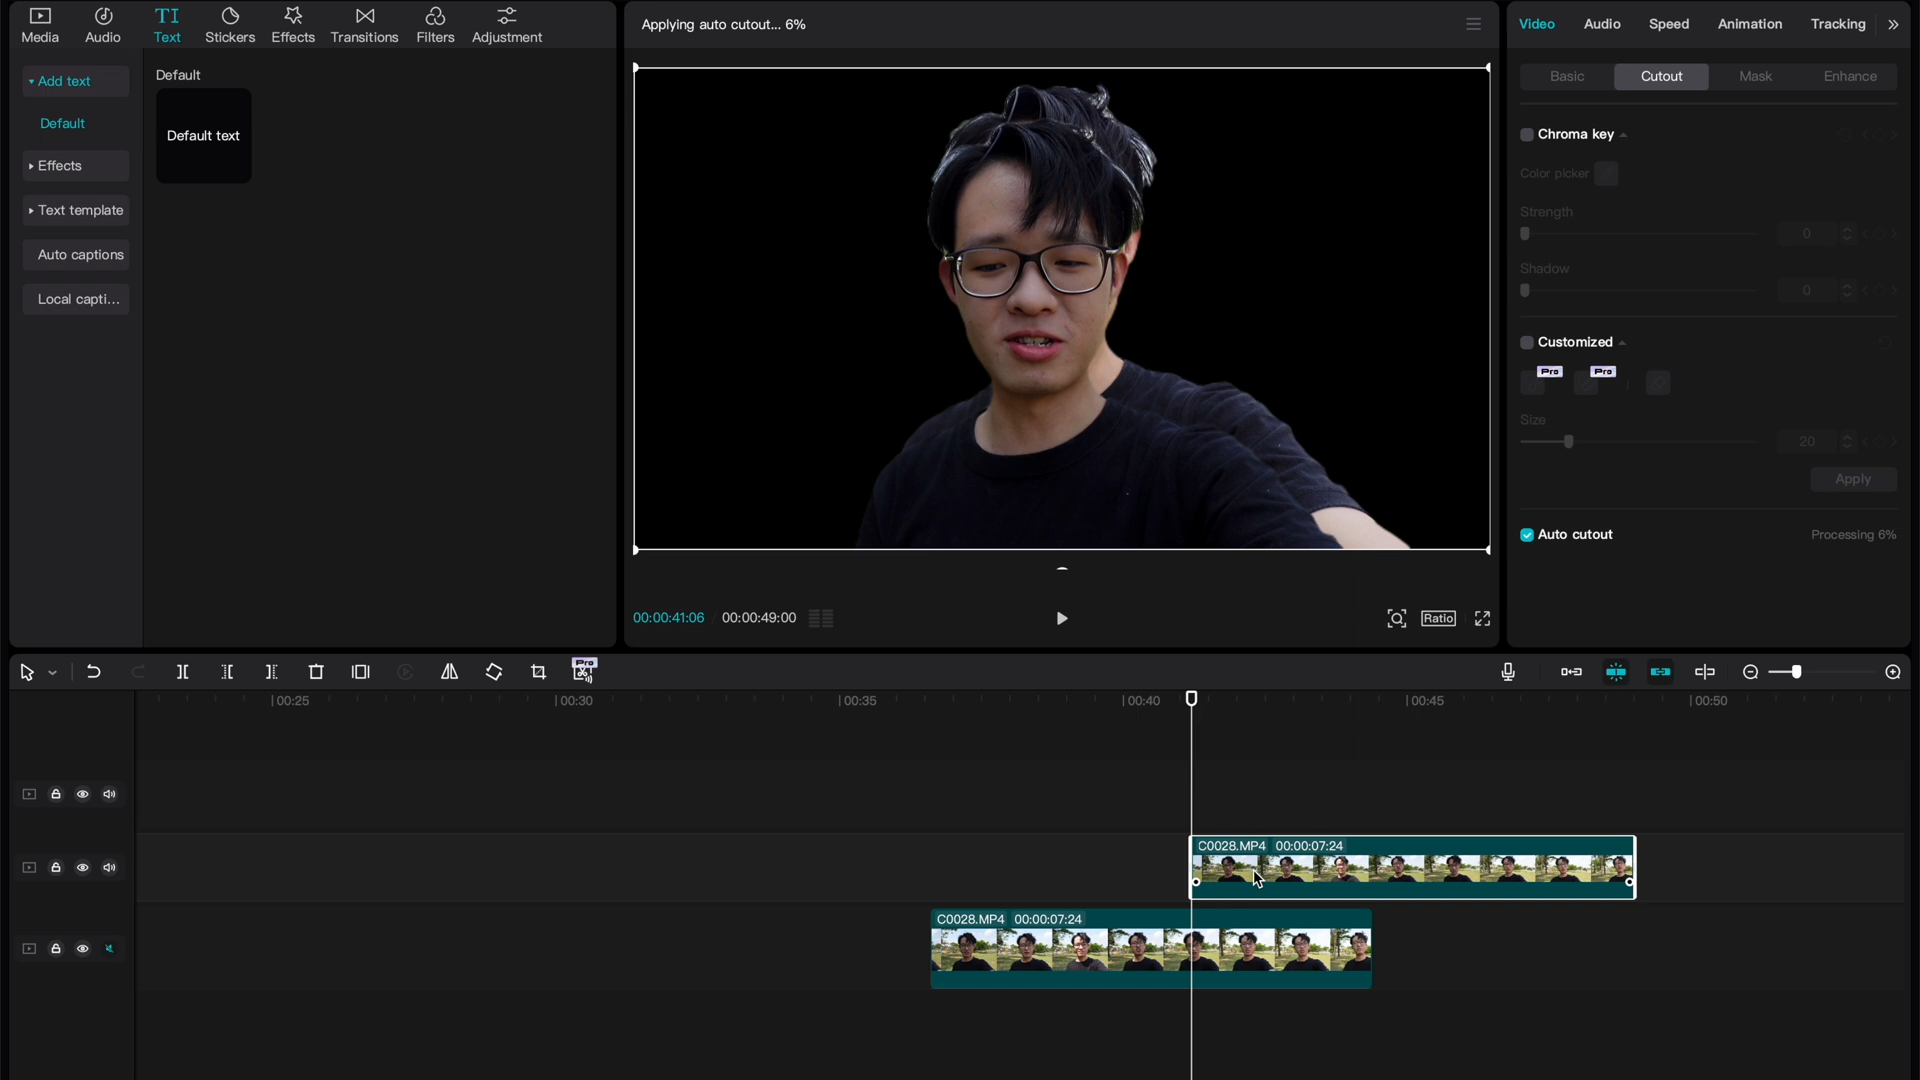 Media
Audio
Text
Stickers
Effects
Transitions
Filters
Adjustment
Add text
Default
Effects
Text template
Auto captions
Local capti...
Default
Default text
Applying auto cutout... 6%
00:00:41:06 / 00:00:49:00
Ratio
Video
Audio
Speed
Animation
Tracking
Basic
Cutout
Mask
Enhance
Chroma key
Color picker
Strength
0
Shadow
0
Customized
Pro
Pro
Size
20
Apply
Auto cutout
Processing 6%
Pro
00:25
00:30
00:35
00:40
00:45
00:50
C0028.MP4 00:00:07:24
C0028.MP4 00:00:07:24